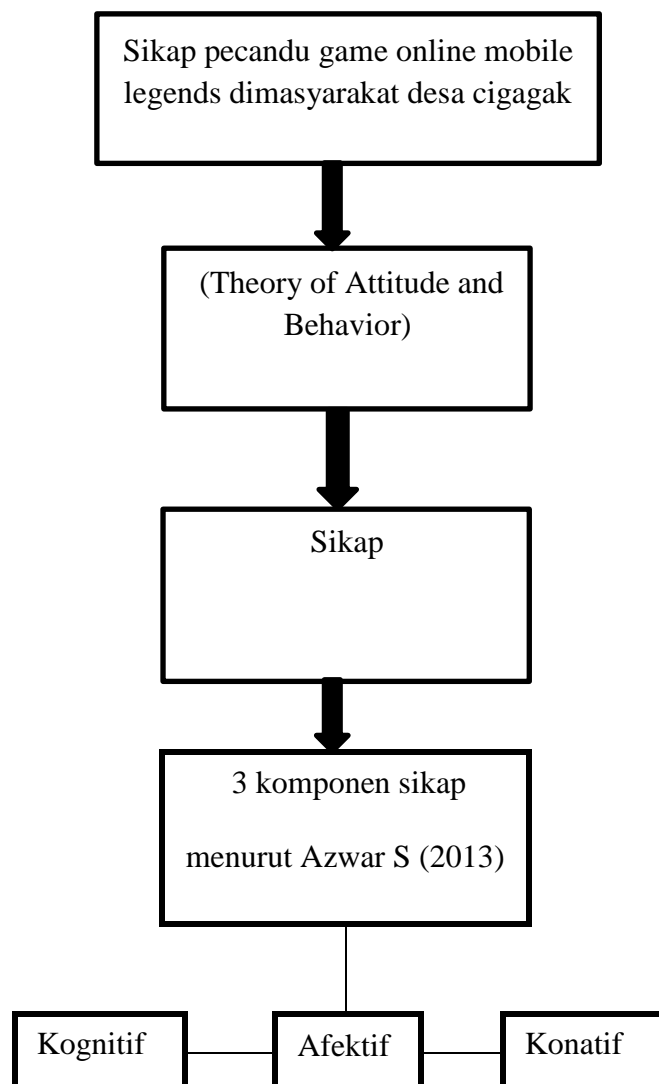 Sikap pecandu game online mobile
legends dimasyarakat desa cigagak
(Theory of Attitude and
Behavior)
Sikap
3 komponen sikap
menurut Azwar S (2013)
Kognitif
Afektif
Konatif